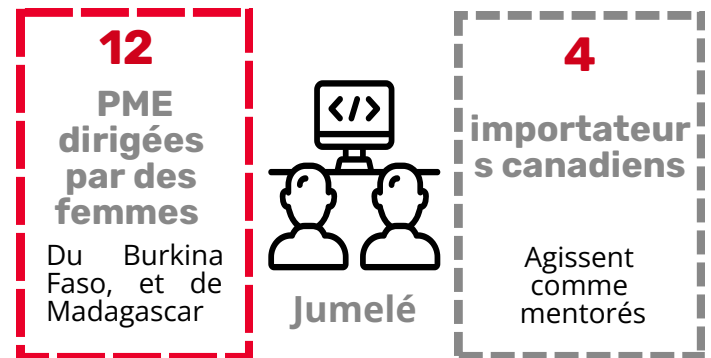 12
PME
dirigées
par des
femmes
Du Burkina
Faso, et de
Madagascar
</>
Jumelé
4
importateur
s canadiens
Agissent
comme
mentorés